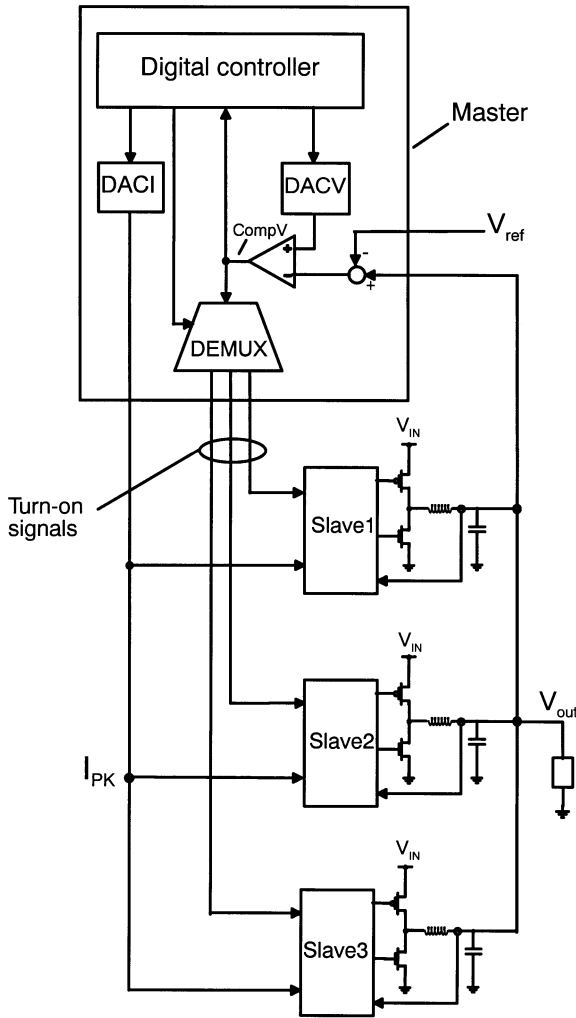 Digital controller
Master
DACI
DACV
CompV
V_ref
+
-
-
+
DEMUX
Turn-on
signals
V_IN
Slave1
V_IN
Slave2
V_out
I_PK
V_IN
Slave3